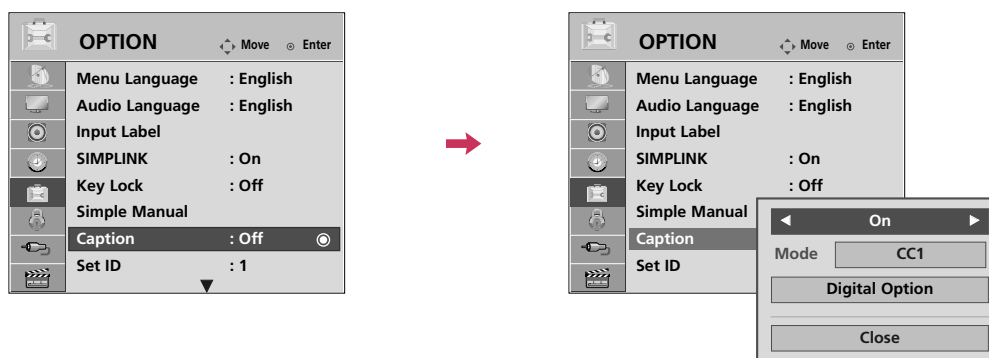 OPTION Move Enter
Menu Language : English
Audio Language : English
Input Label
SIMPLINK : On
Key Lock : Off
Simple Manual
Caption : Off
Set ID : 1
OPTION Move Enter
Menu Language : English
Audio Language : English
Input Label
SIMPLINK : On
Key Lock : Off
Simple Manual
Caption
Set ID
On
Mode CC1
Digital Option
Close